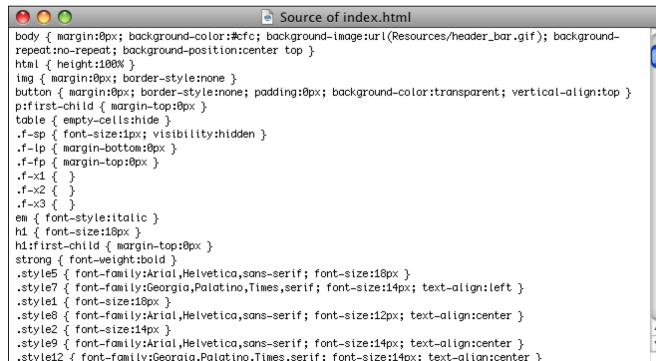 Source of index.html
body { margin:0px; background-color:#cfc; background-image:url(Resources/header_bar.gif); background-
repeat:no-repeat; background-position:center top }
html { height:100% }
img { margin:0px; border-style:none }
button { margin:0px; border-style:none; padding:0px; background-color:transparent; vertical-align:top }
p:first-child { margin-top:0px }
table { empty-cells:hide }
.f-sp { font-size:1px; visibility:hidden }
.f-lp { margin-bottom:0px }
.f-fp { margin-top:0px }
.f-x1 {  }
.f-x2 {  }
.f-x3 {  }
em { font-style:italic }
h1 { font-size:18px }
h1:first-child { margin-top:0px }
strong { font-weight:bold }
.style5 { font-family:Arial,Helvetica,sans-serif; font-size:18px }
.style7 { font-family:Georgia,Palatino,Times,serif; font-size:14px; text-align:left }
.style1 { font-size:18px }
.style8 { font-family:Arial,Helvetica,sans-serif; font-size:12px; text-align:center }
.style2 { font-size:14px }
.style9 { font-family:Arial,Helvetica,sans-serif; font-size:14px; text-align:center }
.style12 { font-family:Georgia,Palatino,Times,serif; font-size:14px; text-align:center }